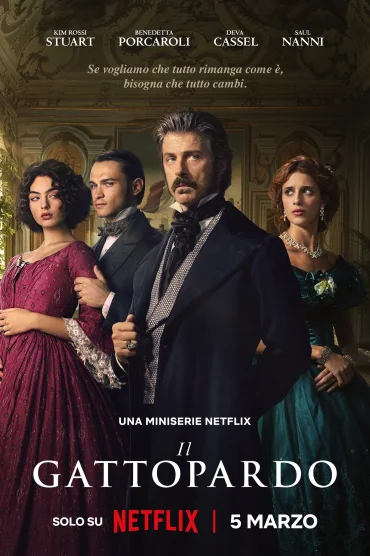 KIM ROSSI BENEDETTA DEVA SAUL
STUART PORCAROLI CASSEL NANNI
Se vogliamo che tutto rimanga come è,
bisogna che tutto cambi.
UNA MINISERIE NETFLIX
Il
GATTOPARDO
SOLO SU NETFLIX | 5 MARZO